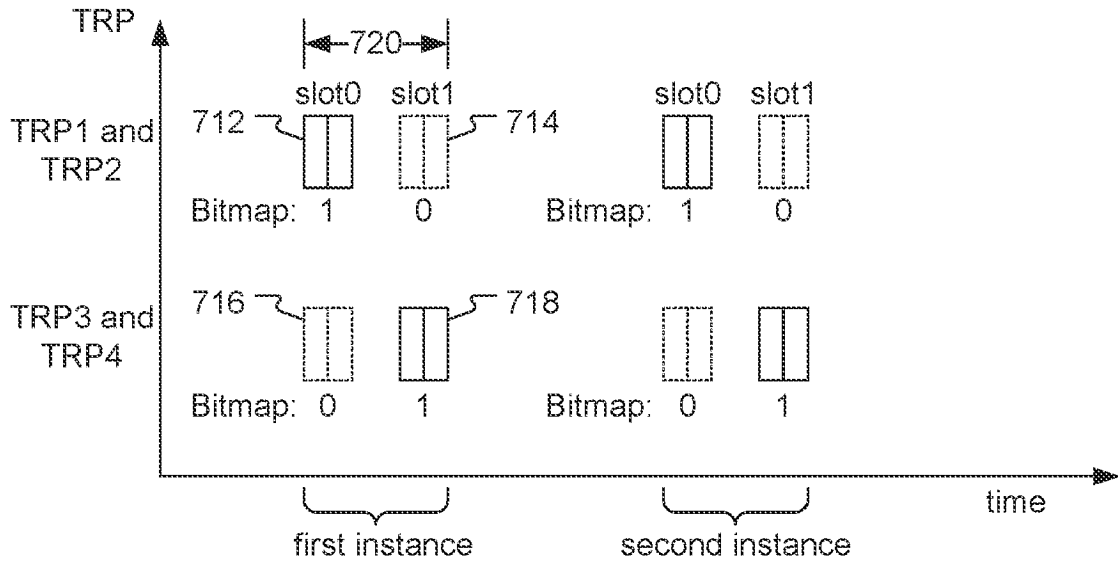 TRP
720
slot0 slot1 slot0 slot1
TRP1 and
TRP2
712
714
Bitmap: 1 0 Bitmap: 1 0
TRP3 and
TRP4
716
718
Bitmap: 0 1 Bitmap: 0 1
time
first instance second instance